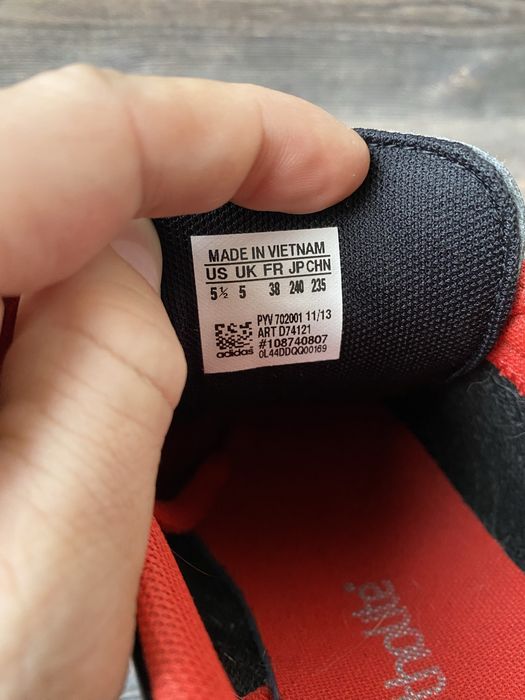 MADE IN VIETNAM
US UK FR JP CHN
5½ 5 38 240 235
PYV 702001 11/13
ART D74121
#108740807
adidas 0L44DDQQ00169